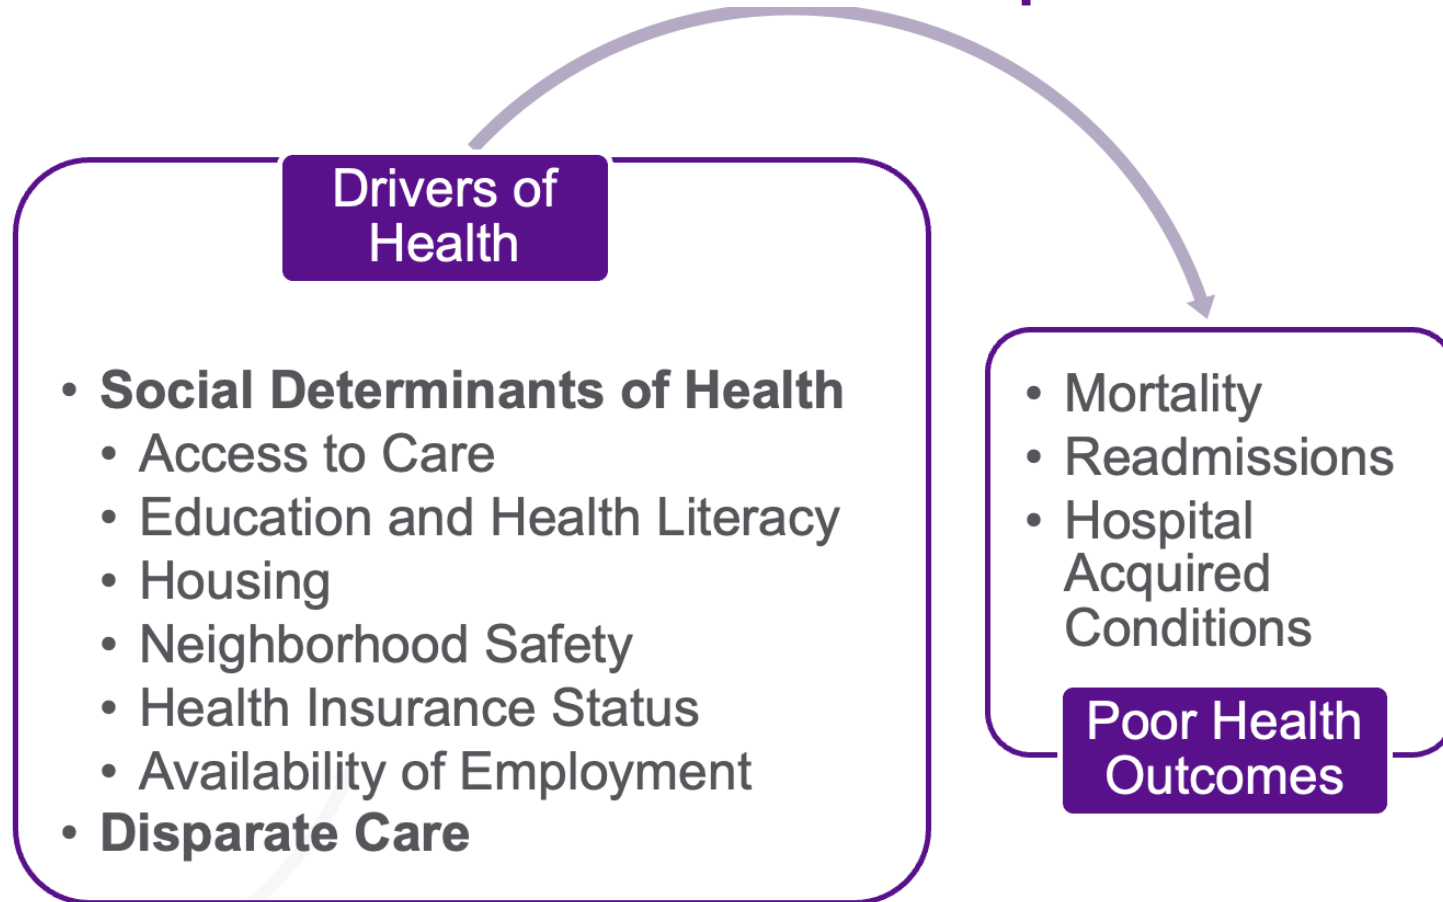 Drivers of
Health
• Social Determinants of Health
• Access to Care
• Education and Health Literacy
• Housing
• Neighborhood Safety
• Health Insurance Status
• Availability of Employment
• Disparate Care
• Mortality
• Readmissions
• Hospital
Acquired
Conditions
Poor Health
Outcomes